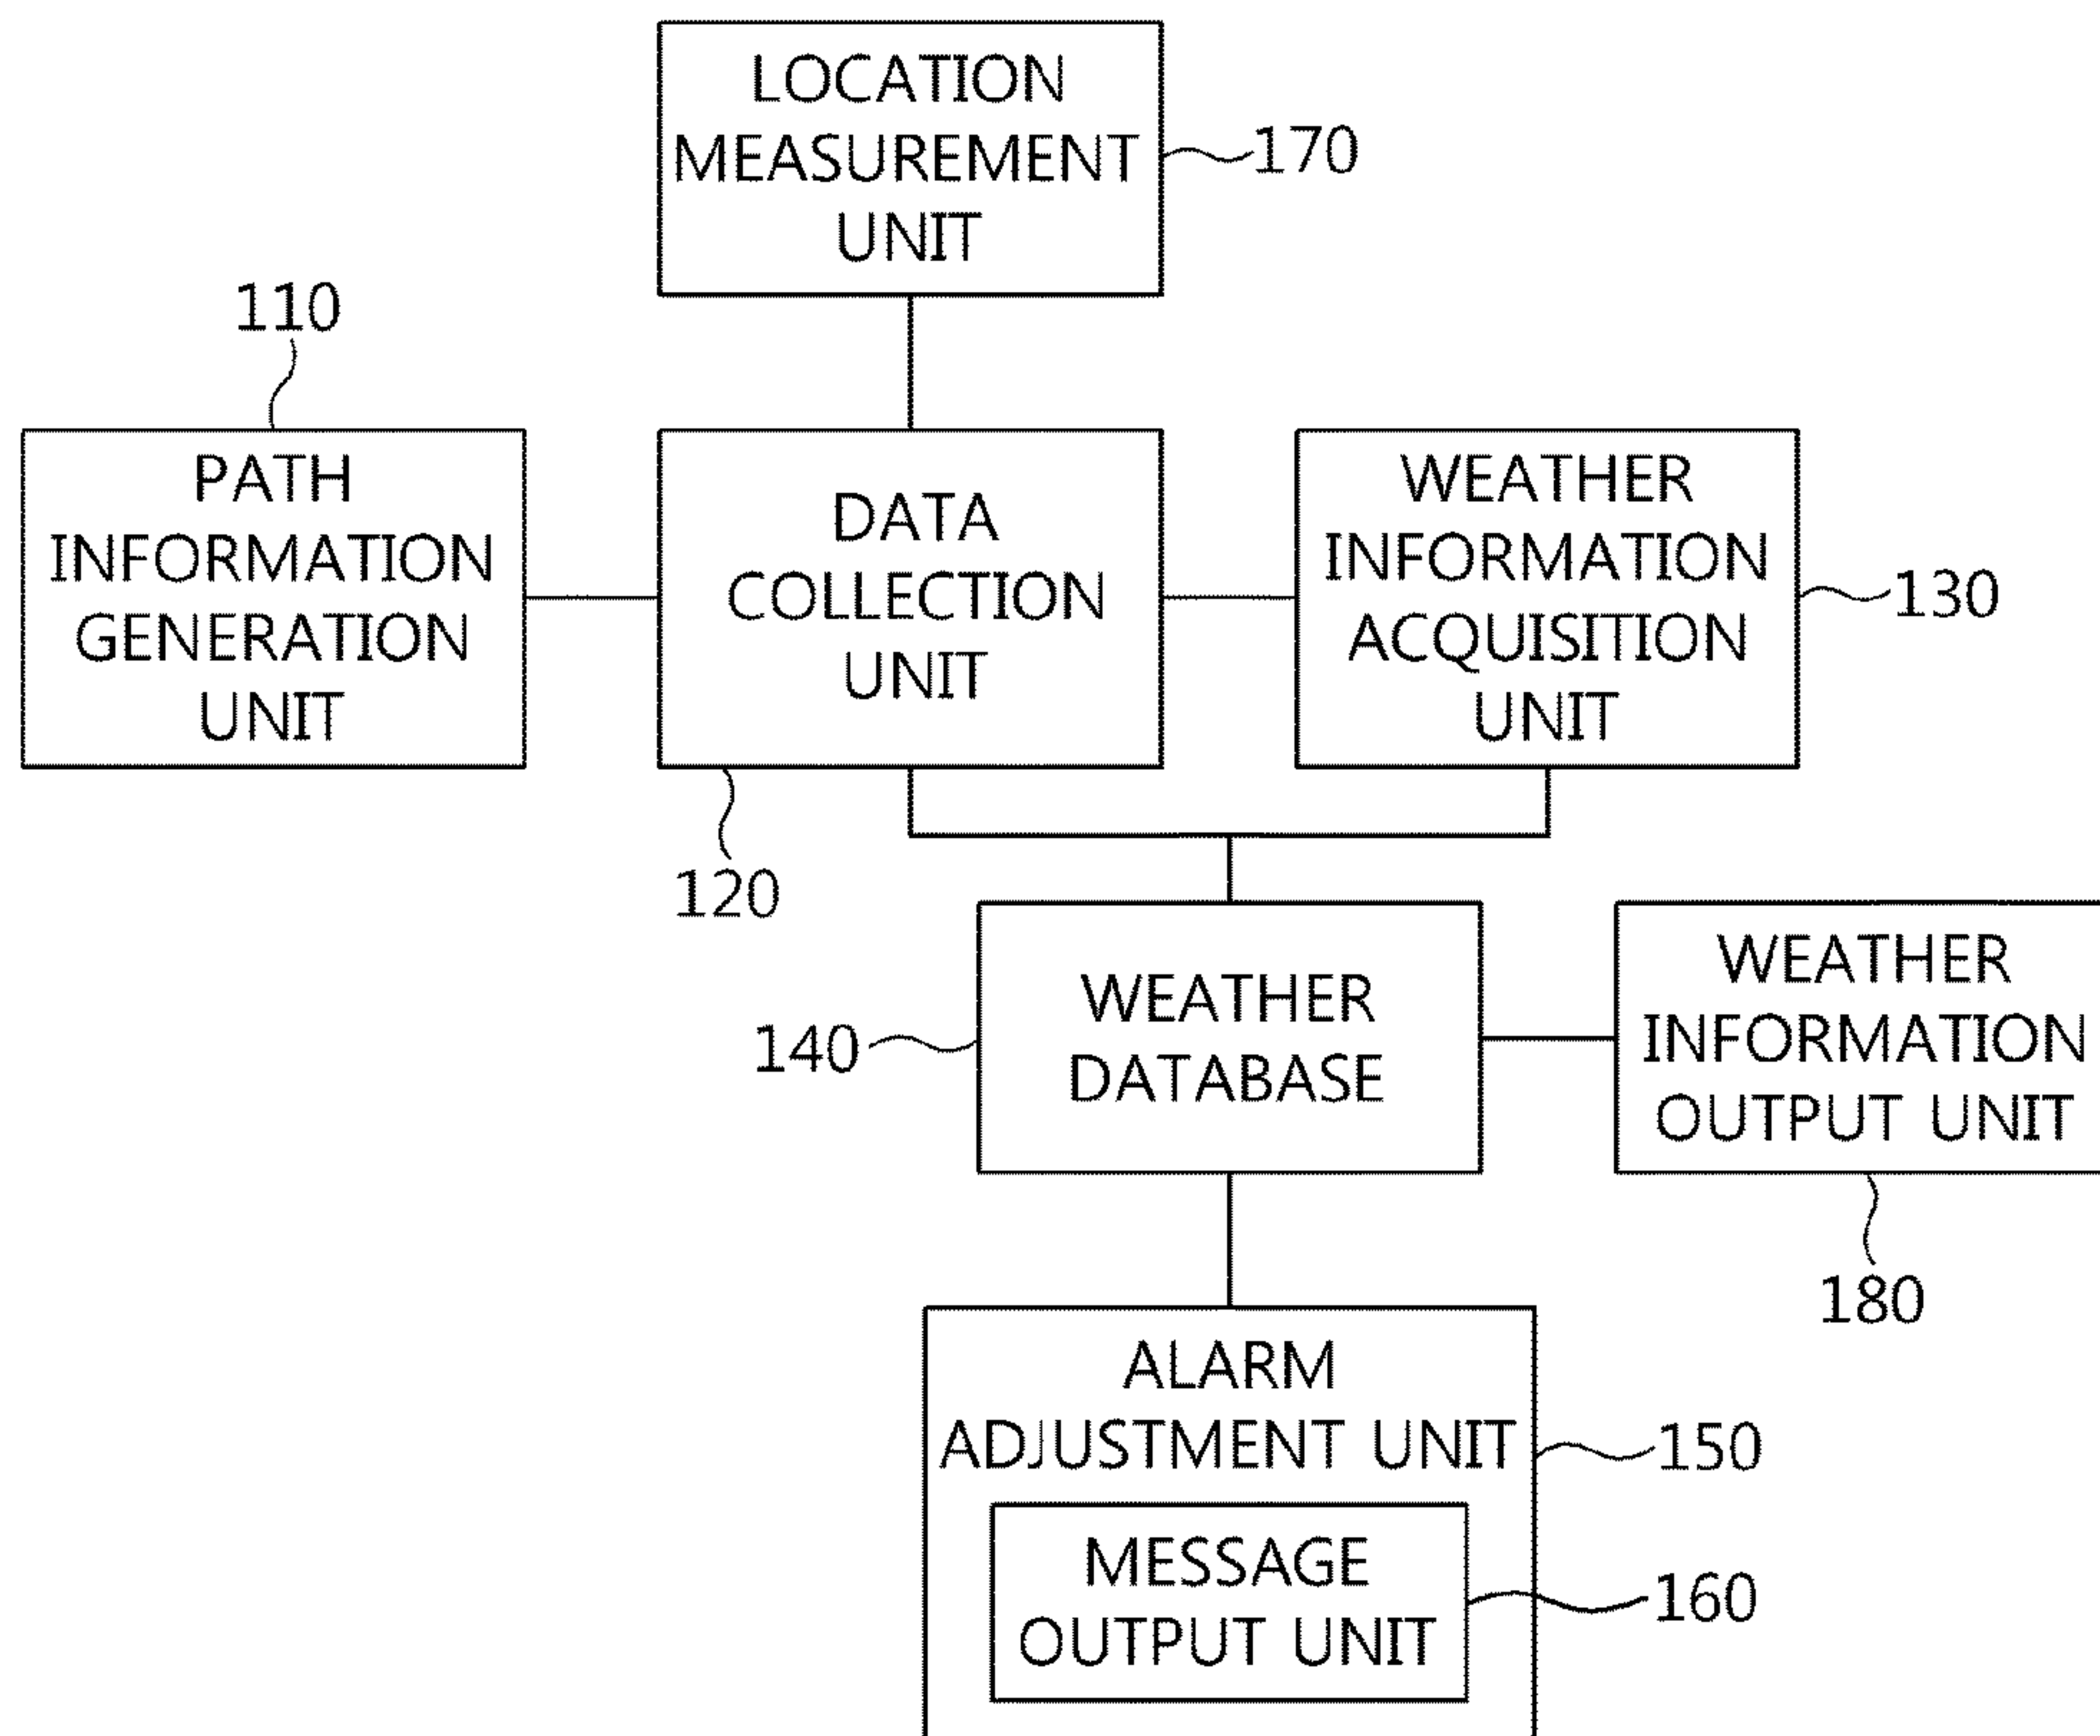 LOCATION
MEASUREMENT
UNIT
170
110
PATH
INFORMATION
GENERATION
UNIT
DATA
COLLECTION
UNIT
WEATHER
INFORMATION
ACQUISITION
UNIT
130
120
140
WEATHER
DATABASE
WEATHER
INFORMATION
OUTPUT UNIT
180
ALARM
ADJUSTMENT UNIT
150
MESSAGE
OUTPUT UNIT
160